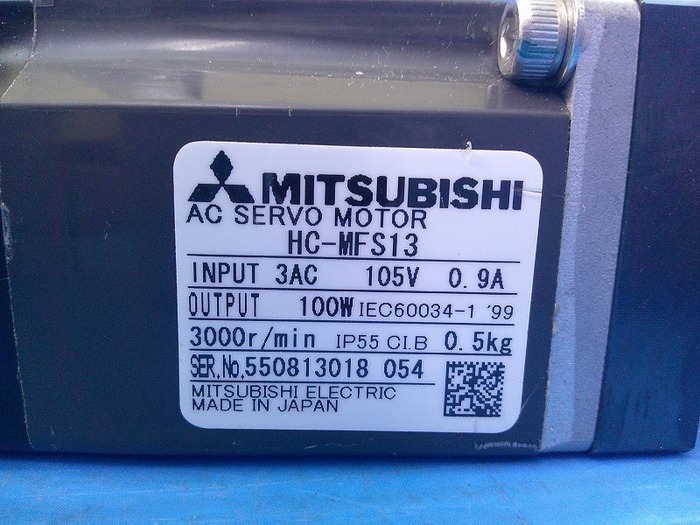 MITSUBISHI
AC SERVO MOTOR
HC-MFS13
INPUT 3AC 105V 0.9A
OUTPUT 100W IEC60034-1 '99
3000r/min IP55 CI.B 0.5kg
SER.No.550813018 054
MITSUBISHI ELECTRIC
MADE IN JAPAN